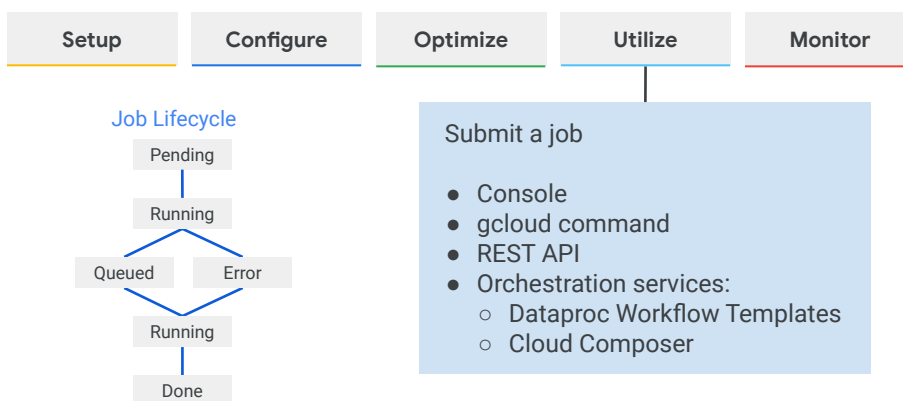 Setup
Configure
Optimize
Utilize
Monitor
Job Lifecycle
Pending
Running
Queued
Error
Running
Done
Submit a job
● Console
● gcloud command
● REST API
● Orchestration services:
○ Dataproc Workflow Templates
○ Cloud Composer